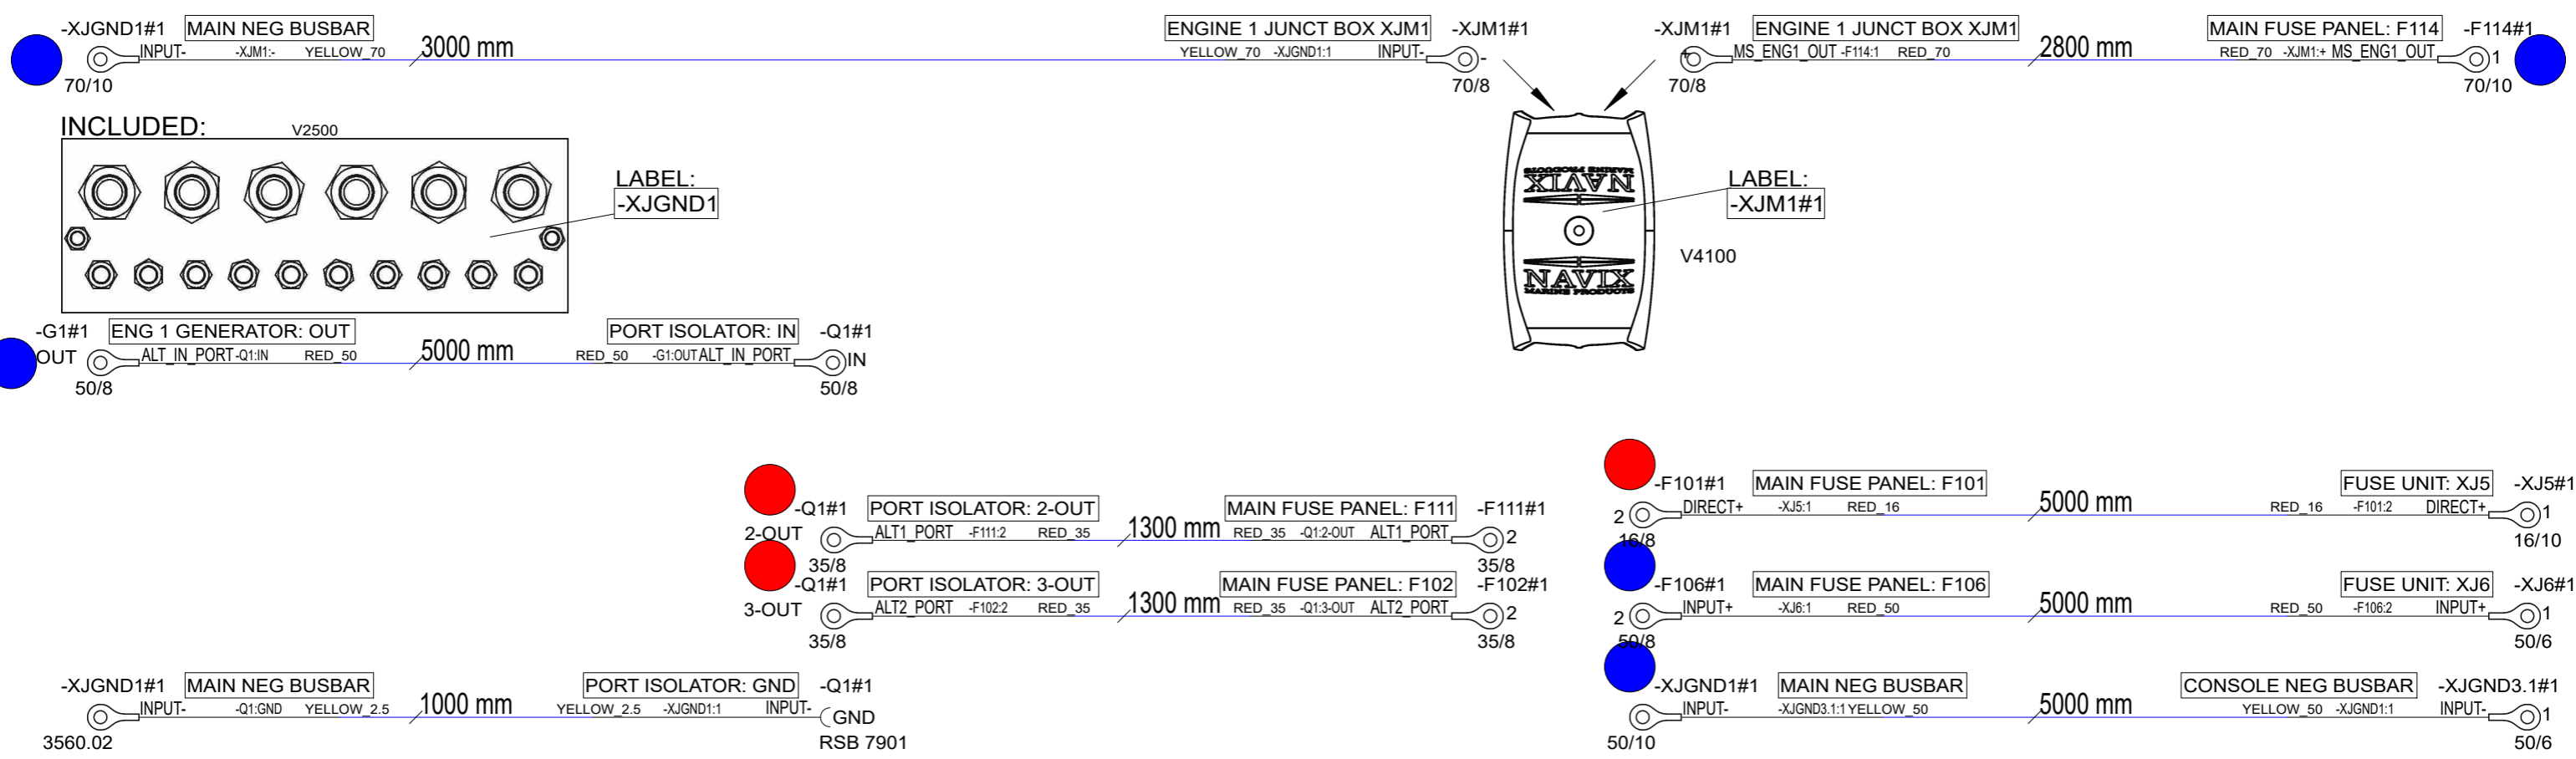 -XJGND1#1 MAIN NEG BUSBAR ENGINE 1 JUNCT BOX XJM1 -XJM1#1
INPUT- -XJM1:- YELLOW_70 3000 mm YELLOW_70 -XJGND1:1 INPUT- -
70/10 70/8
-XJM1#1 ENGINE 1 JUNCT BOX XJM1 MAIN FUSE PANEL: F114 -F114#1
+ MS_ENG1_OUT -F114:1 RED_70 2800 mm RED_70 -XJM1:+ MS_ENG1_OUT 1
70/8 70/10
INCLUDED: V2500
LABEL:
-XJGND1
NAVIX
MARINE PRODUCTS
LABEL:
-XJM1#1
V4100
NAVIX
MARINE PRODUCTS
-G1#1 ENG 1 GENERATOR: OUT PORT ISOLATOR: IN -Q1#1
OUT ALT_IN_PORT -Q1:IN RED_50 5000 mm RED_50 -G1:OUT ALT_IN_PORT IN
50/8 50/8
-Q1#1 PORT ISOLATOR: 2-OUT MAIN FUSE PANEL: F111 -F111#1
2-OUT ALT1_PORT -F111:2 RED_35 1300 mm RED_35 -Q1:2-OUT ALT1_PORT 2
35/8 35/8
-Q1#1 PORT ISOLATOR: 3-OUT MAIN FUSE PANEL: F102 -F102#1
3-OUT ALT2_PORT -F102:2 RED_35 1300 mm RED_35 -Q1:3-OUT ALT2_PORT 2
35/8 35/8
-F101#1 MAIN FUSE PANEL: F101 FUSE UNIT: XJ5 -XJ5#1
2 DIRECT+ -XJ5:1 RED_16 5000 mm RED_16 -F101:2 DIRECT+ 1
16/8 16/10
-F106#1 MAIN FUSE PANEL: F106 FUSE UNIT: XJ6 -XJ6#1
2 INPUT+ -XJ6:1 RED_50 5000 mm RED_50 -F106:2 INPUT+ 1
50/8 50/6
-XJGND1#1 MAIN NEG BUSBAR PORT ISOLATOR: GND -Q1#1
INPUT- -Q1:GND YELLOW_2.5 1000 mm YELLOW_2.5 -XJGND1:1 INPUT- GND
3560.02 RSB 7901
-XJGND1#1 MAIN NEG BUSBAR CONSOLE NEG BUSBAR -XJGND3.1#1
INPUT- -XJGND3.1:1 YELLOW_50 5000 mm YELLOW_50 -XJGND1:1 INPUT- 1
50/10 50/6